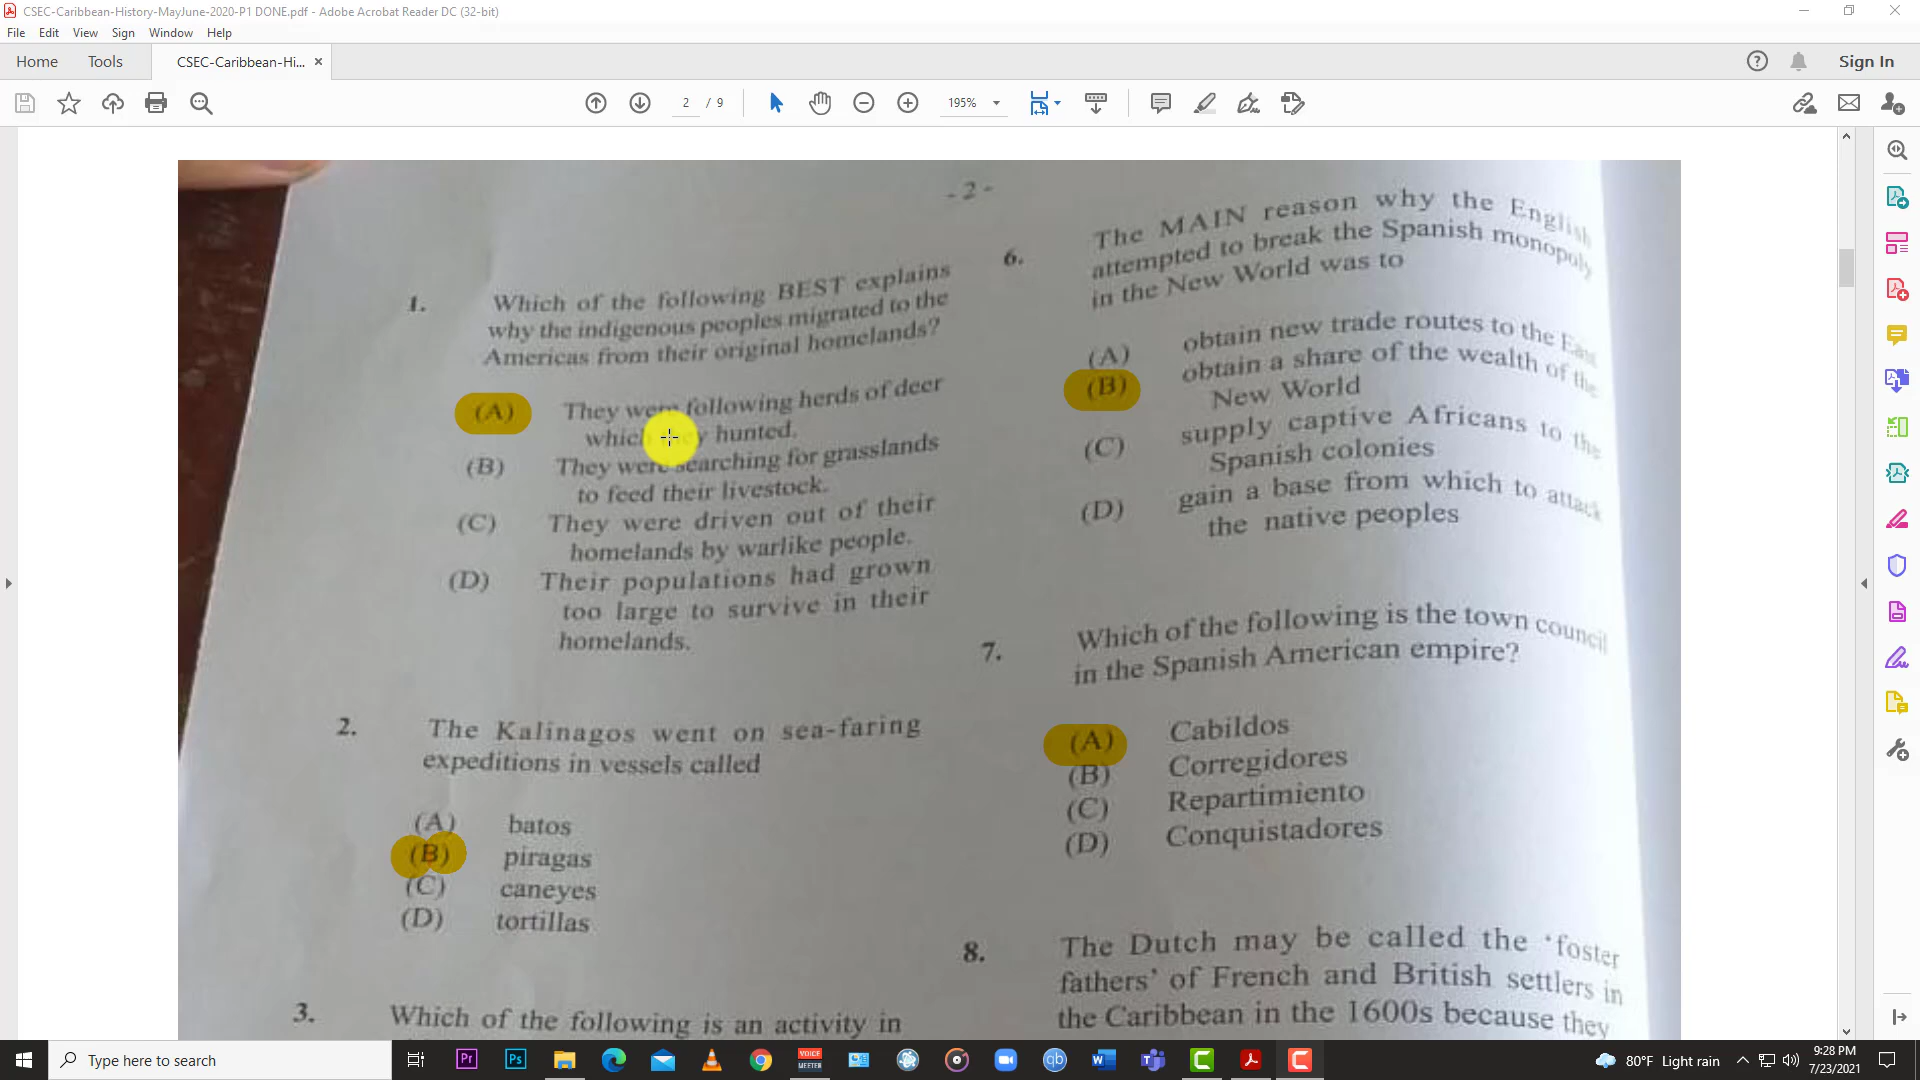 CSEC-Caribbean-History-MayJune-2020-P1 DONE.pdf - Adobe Acrobat Reader DC (32-bit)
File Edit View Sign Window Help
Home Tools CSEC-Caribbean-Hi... Sign In
2 / 9 195%
- 2 -
1. Which of the following BEST explains
why the indigenous peoples migrated to the
Americas from their original homelands?
(A) They were following herds of deer
which they hunted.
(B) They were searching for grasslands
to feed their livestock.
(C) They were driven out of their
homelands by warlike people.
(D) Their populations had grown
too large to survive in their
homelands.
2. The Kalinagos went on sea-faring
expeditions in vessels called
(A) batos
(B) piragas
(C) caneyes
(D) tortillas
3. Which of the following is an activity in
6. The MAIN reason why the English
attempted to break the Spanish monopoly
in the New World was to
(A) obtain new trade routes to the East
(B) obtain a share of the wealth of the
New World
(C) supply captive Africans to the
Spanish colonies
(D) gain a base from which to attack
the native peoples
7. Which of the following is the town council
in the Spanish American empire?
(A) Cabildos
(B) Corregidores
(C) Repartimiento
(D) Conquistadores
8. The Dutch may be called the 'foster
fathers' of French and British settlers in
the Caribbean in the 1600s because they
Type here to search
Pr Ps VOICE MEETER qb
80°F Light rain
9:28 PM
7/23/2021